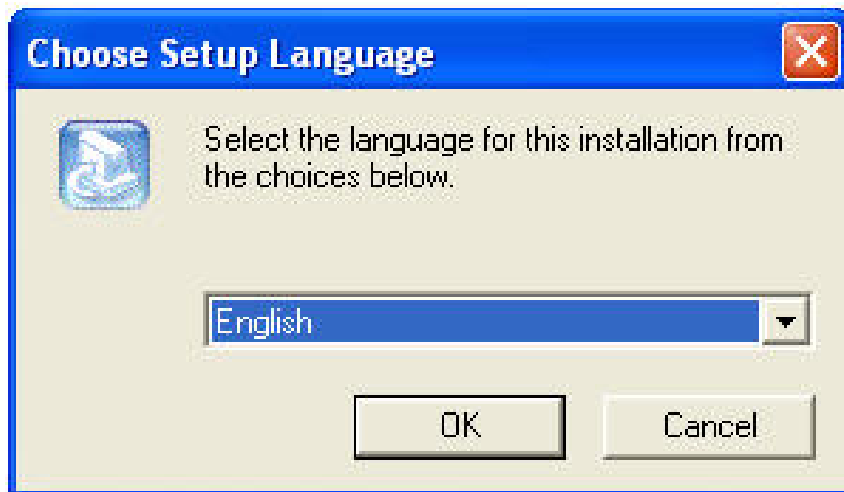 Choose Setup Language
Select the language for this installation from
the choices below.
English
OK
Cancel